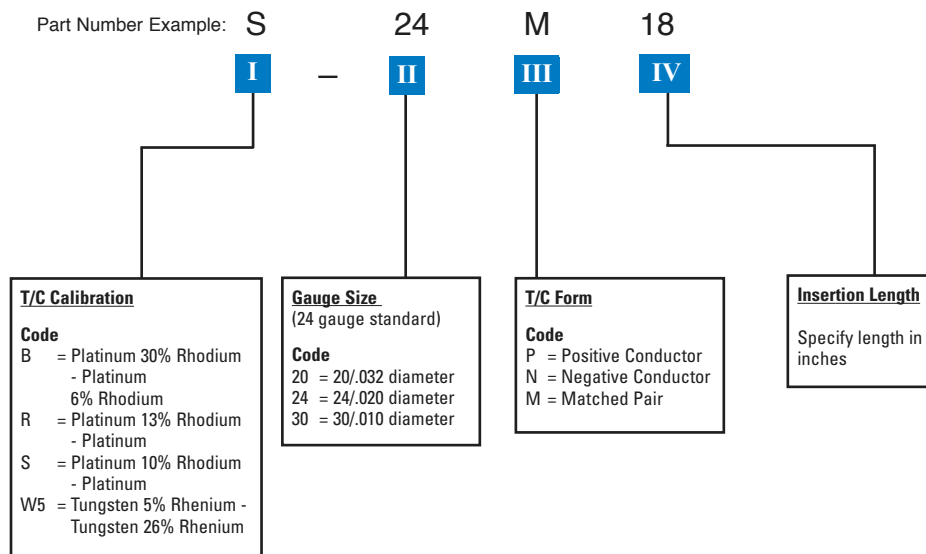 Part Number Example: S 24 M 18
I – II III IV
T/C Calibration
Code
B = Platinum 30% Rhodium
- Platinum
6% Rhodium
R = Platinum 13% Rhodium
- Platinum
S = Platinum 10% Rhodium
- Platinum
W5 = Tungsten 5% Rhenium -
Tungsten 26% Rhenium
Gauge Size
(24 gauge standard)
Code
20 = 20/.032 diameter
24 = 24/.020 diameter
30 = 30/.010 diameter
T/C Form
Code
P = Positive Conductor
N = Negative Conductor
M = Matched Pair
Insertion Length
Specify length in
inches